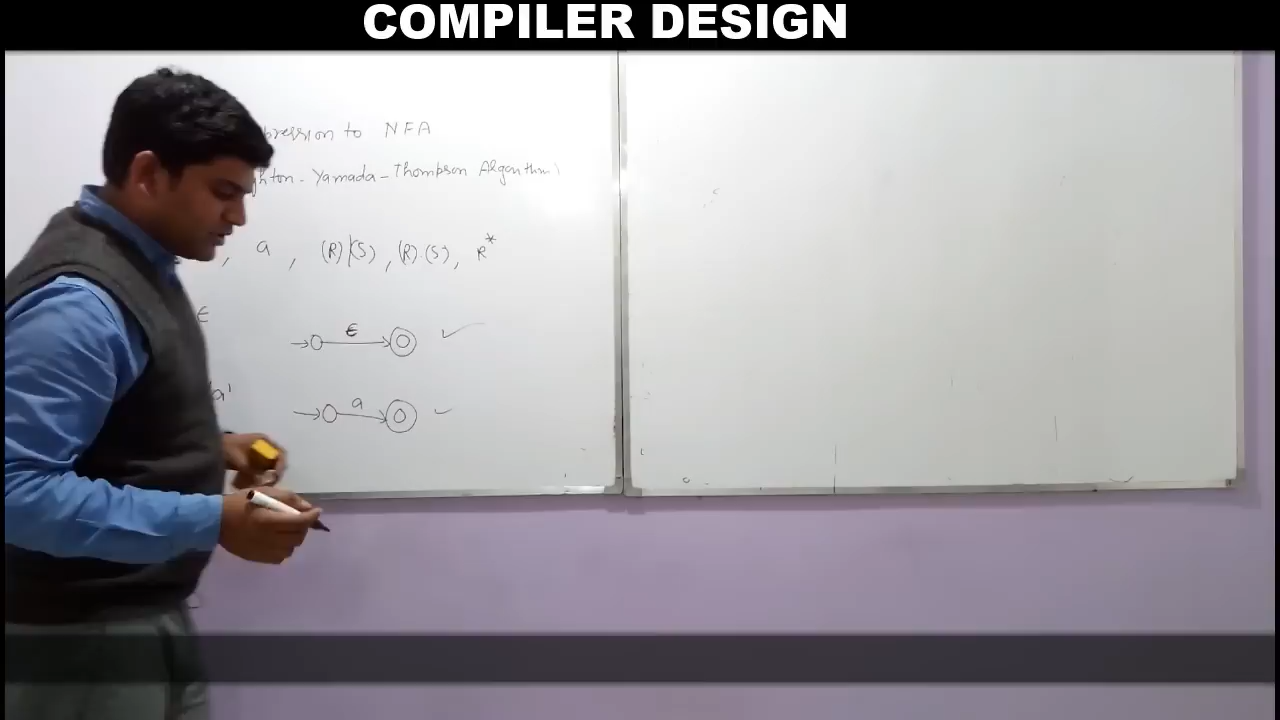 COMPILER DESIGN
pression to NFA
ghton - Yamada - Thompson Algorithm)
, a , (R)|(S) , (R).(S) , R*
ϵ
ϵ
a'
a